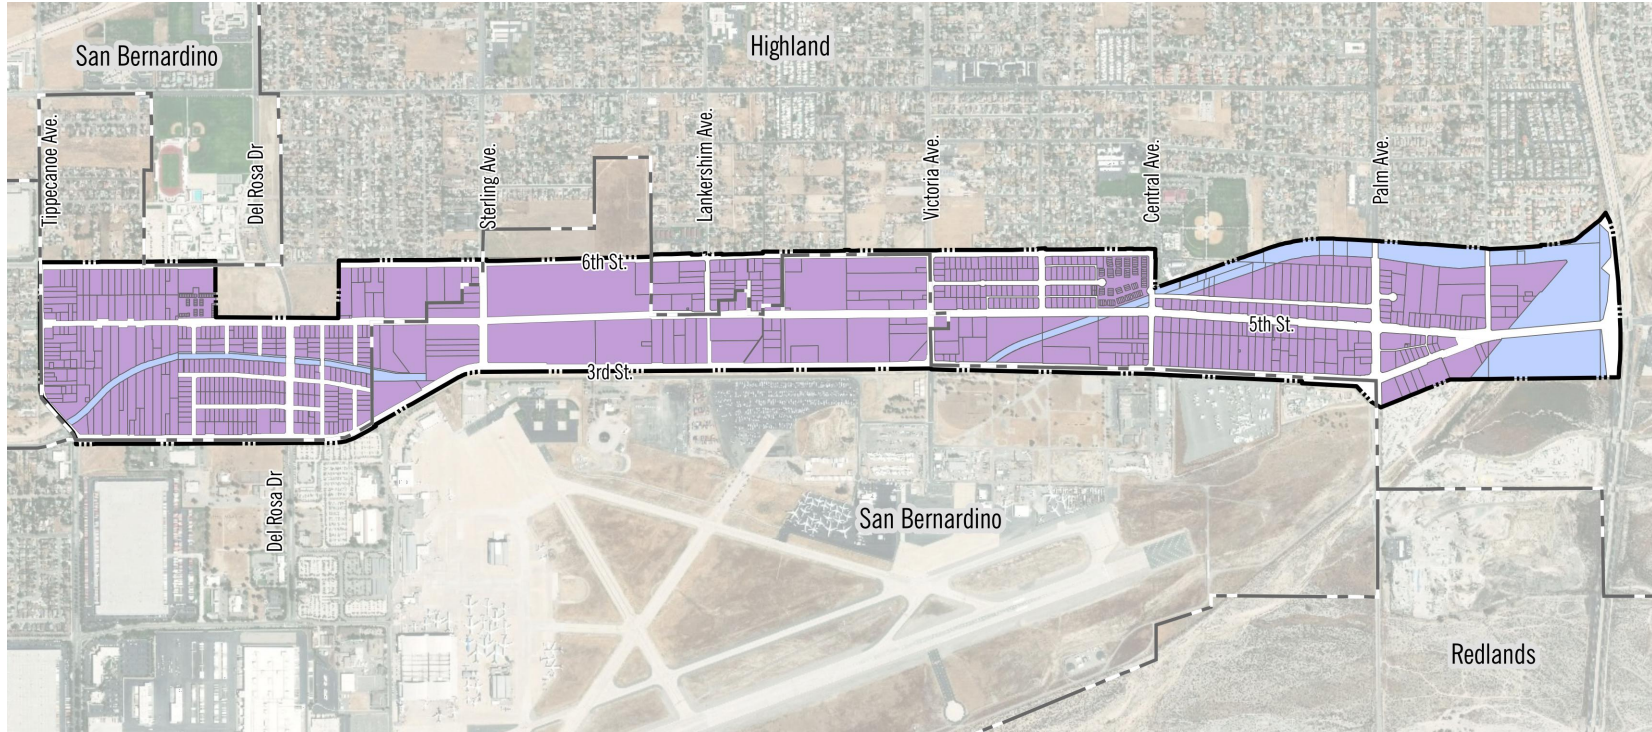 San Bernardino
Highland
Tippecanoe Ave.
Del Rosa Dr
Sterling Ave.
Lankershim Ave.
Victoria Ave.
Central Ave.
Palm Ave.
6th St.
5th St.
3rd St.
Del Rosa Dr
San Bernardino
Redlands